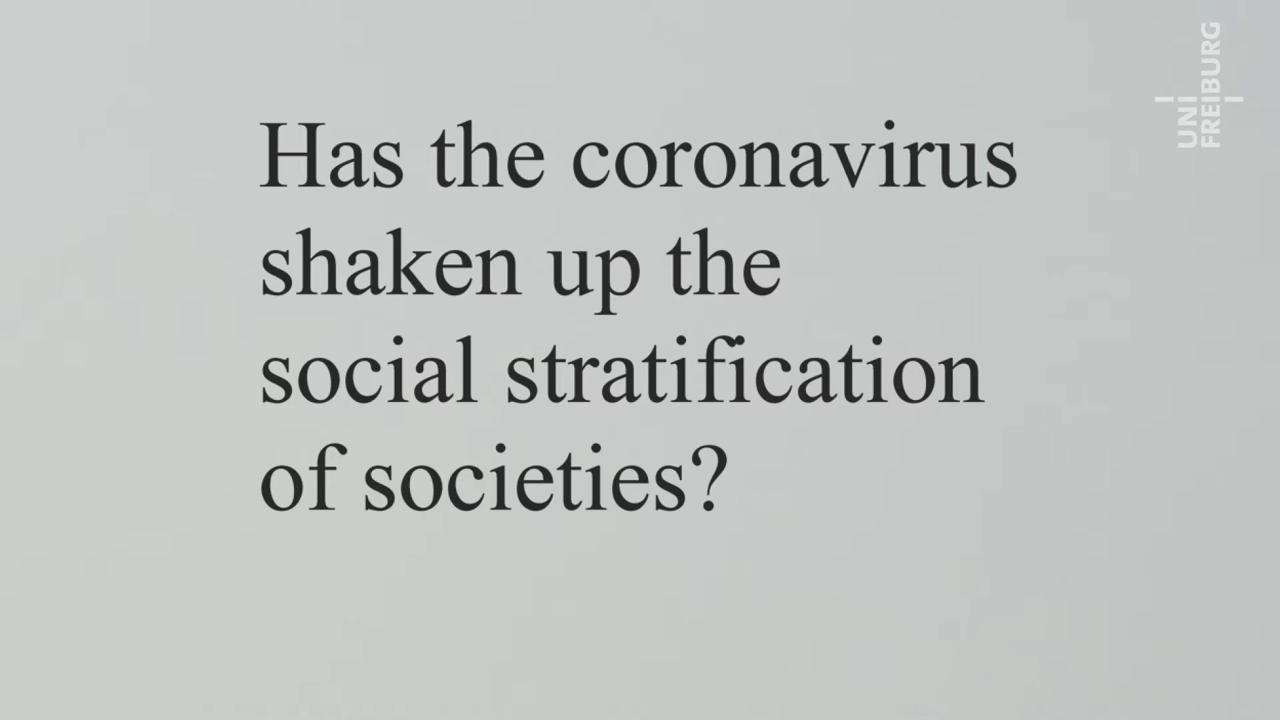 Has the coronavirus
shaken up the
social stratification
of societies?
UNI
FREIBURG